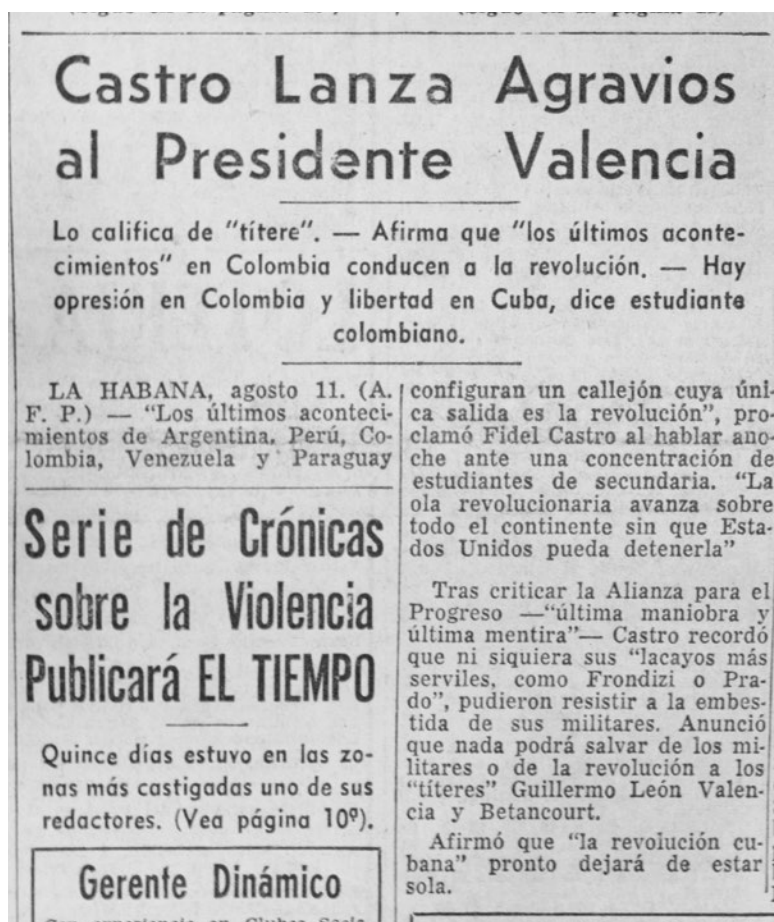 Castro Lanza Agravios
al Presidente Valencia
Lo califica de "títere". — Afirma que "los últimos aconte-
cimientos" en Colombia conducen a la revolución. — Hay
opresión en Colombia y libertad en Cuba, dice estudiante
colombiano.
LA HABANA, agosto 11. (A.
F. P.) — "Los últimos aconteci-
mientos de Argentina, Perú, Co-
lombia, Venezuela y Paraguay
configuran un callejón cuya úni-
ca salida es la revolución", pro-
clamó Fidel Castro al hablar ano-
che ante una concentración de
estudiantes de secundaria. "La
ola revolucionaria avanza sobre
todo el continente sin que Esta-
dos Unidos pueda detenerla"
Tras criticar la Alianza para el
Progreso —"última maniobra y
última mentira"— Castro recordó
que ni siquiera sus "lacayos más
serviles, como Frondizi o Pra-
do", pudieron resistir a la embes-
tida de sus militares. Anunció
que nada podrá salvar de los mi-
litares o de la revolución a los
"títeres" Guillermo León Valen-
cia y Betancourt.
Afirmó que "la revolución cu-
bana" pronto dejará de estar
sola.
Serie de Crónicas
sobre la Violencia
Publicará EL TIEMPO
Quince días estuvo en las zo-
nas más castigadas uno de sus
redactores. (Vea página 10ª).
Gerente Dinámico